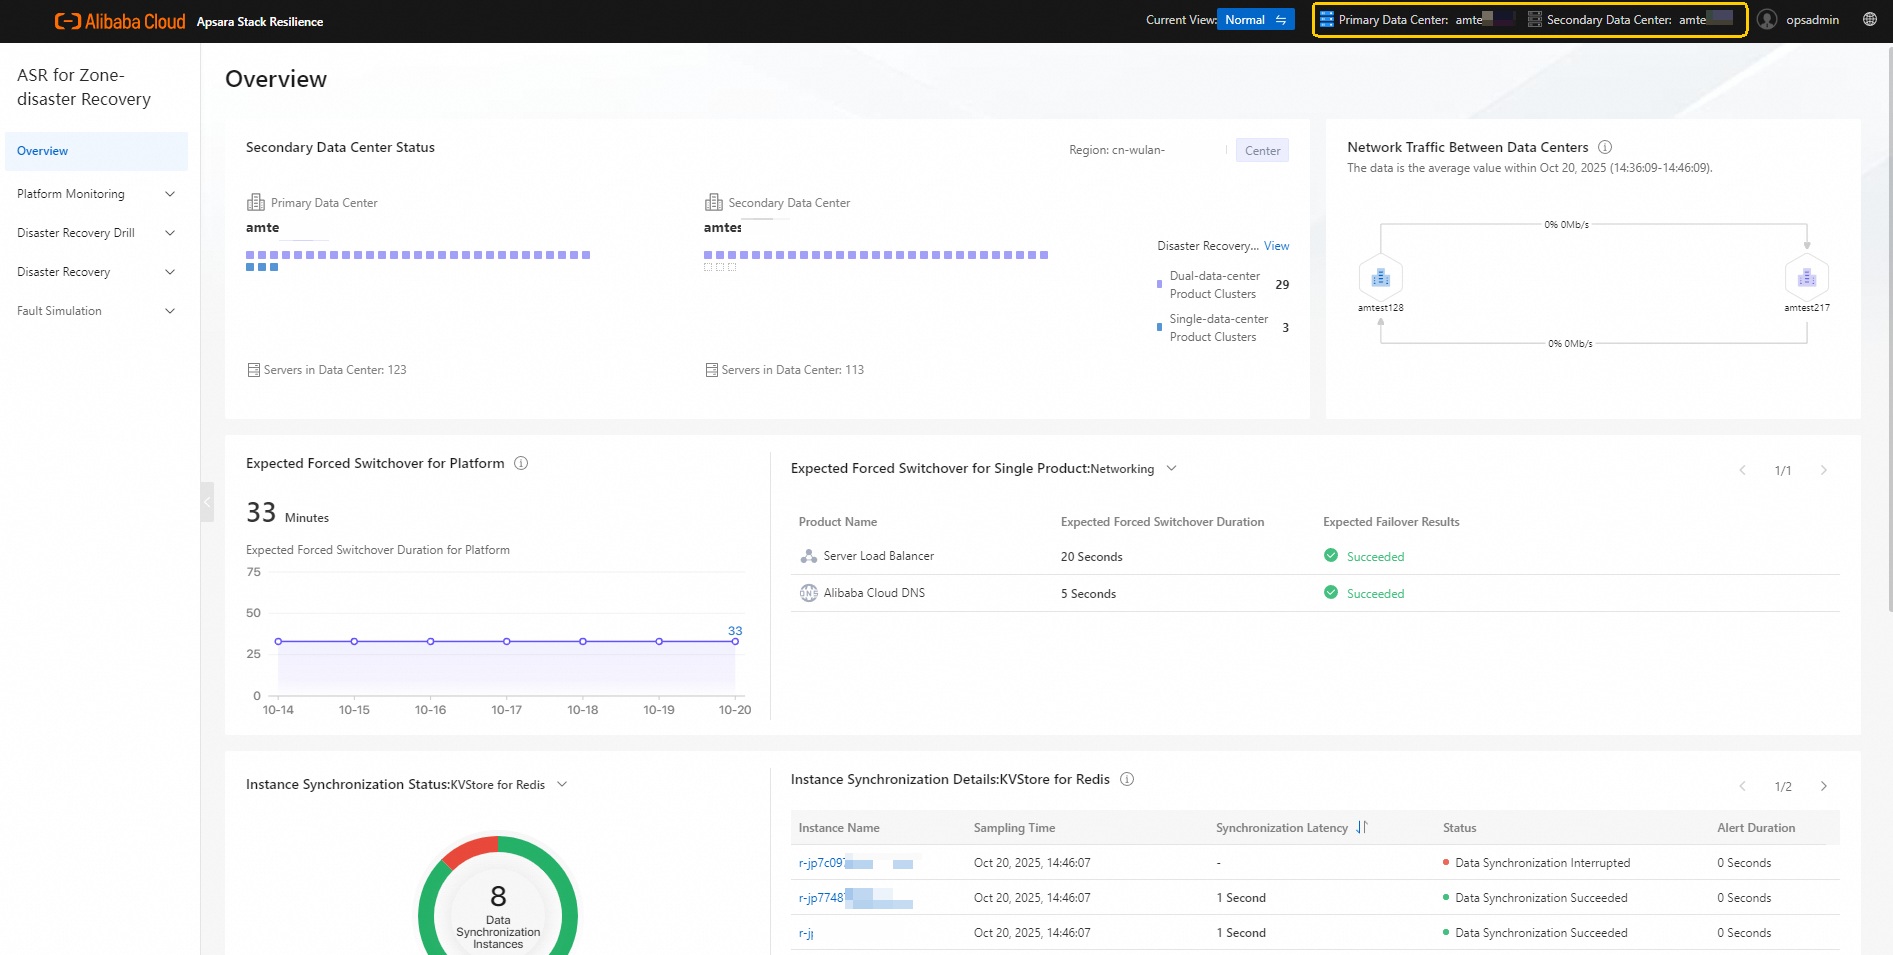 Alibaba Cloud Apsara Stack Resilience
Current View: Normal
Primary Data Center: amte
Secondary Data Center: amte
opsadmin
ASR for Zone-
disaster Recovery
Overview
Platform Monitoring
Disaster Recovery Drill
Disaster Recovery
Fault Simulation
Overview
Secondary Data Center Status
Region: cn-wulan-
Center
Primary Data Center
amte
Secondary Data Center
amtes
Disaster Recovery... View
Dual-data-center
Product Clusters 29
Single-data-center
Product Clusters 3
Servers in Data Center: 123
Servers in Data Center: 113
Network Traffic Between Data Centers
The data is the average value within Oct 20, 2025 (14:36:09-14:46:09).
0% 0Mb/s
amtest128
amtest217
0% 0Mb/s
Expected Forced Switchover for Platform
33 Minutes
Expected Forced Switchover Duration for Platform
75
50
25
0
33
10-14 10-15 10-16 10-17 10-18 10-19 10-20
Expected Forced Switchover for Single Product:Networking
1/1
Product Name Expected Forced Switchover Duration Expected Failover Results
Server Load Balancer 20 Seconds Succeeded
DNS Alibaba Cloud DNS 5 Seconds Succeeded
Instance Synchronization Status:KVStore for Redis
8
Data
Synchronization
Instances
Instance Synchronization Details:KVStore for Redis
1/2
Instance Name Sampling Time Synchronization Latency Status Alert Duration
r-jp7c097 Oct 20, 2025, 14:46:07 - Data Synchronization Interrupted 0 Seconds
r-jp7748 Oct 20, 2025, 14:46:07 1 Second Data Synchronization Succeeded 0 Seconds
r-j Oct 20, 2025, 14:46:07 1 Second Data Synchronization Succeeded 0 Seconds